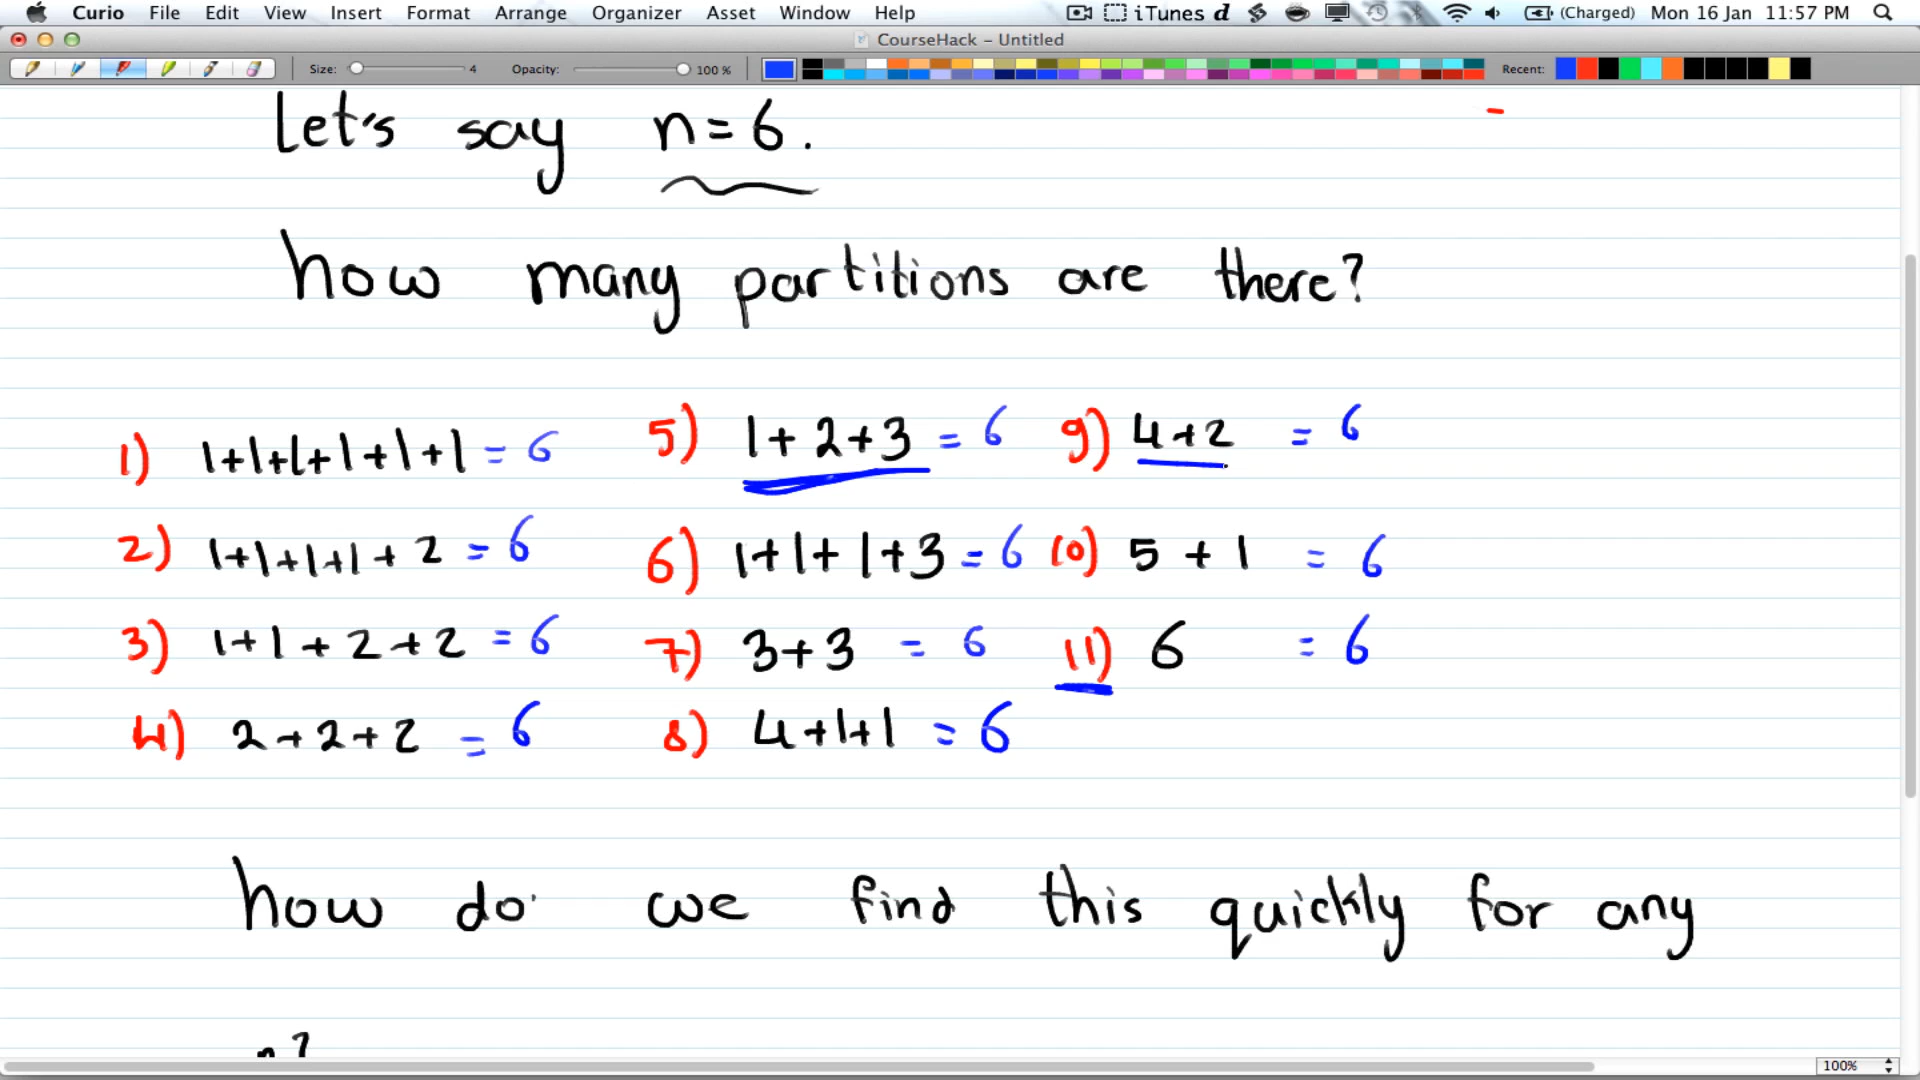 Curio File Edit View Insert Format Arrange Organizer Asset Window Help iTunes (Charged) Mon 16 Jan 11:57 PM
CourseHack – Untitled
Size: 4 Opacity: 100 % Recent:
Let's say n=6.
how many partitions are there?
1) 1+1+1+1+1+1 = 6
2) 1+1+1+1+2 = 6
3) 1+1+2+2 = 6
4) 2+2+2 = 6
5) 1+2+3 = 6
6) 1+1+1+3 = 6
7) 3+3 = 6
8) 4+1+1 = 6
9) 4+2 = 6
10) 5+1 = 6
11) 6 = 6
how do we find this quickly for any
n?
100%